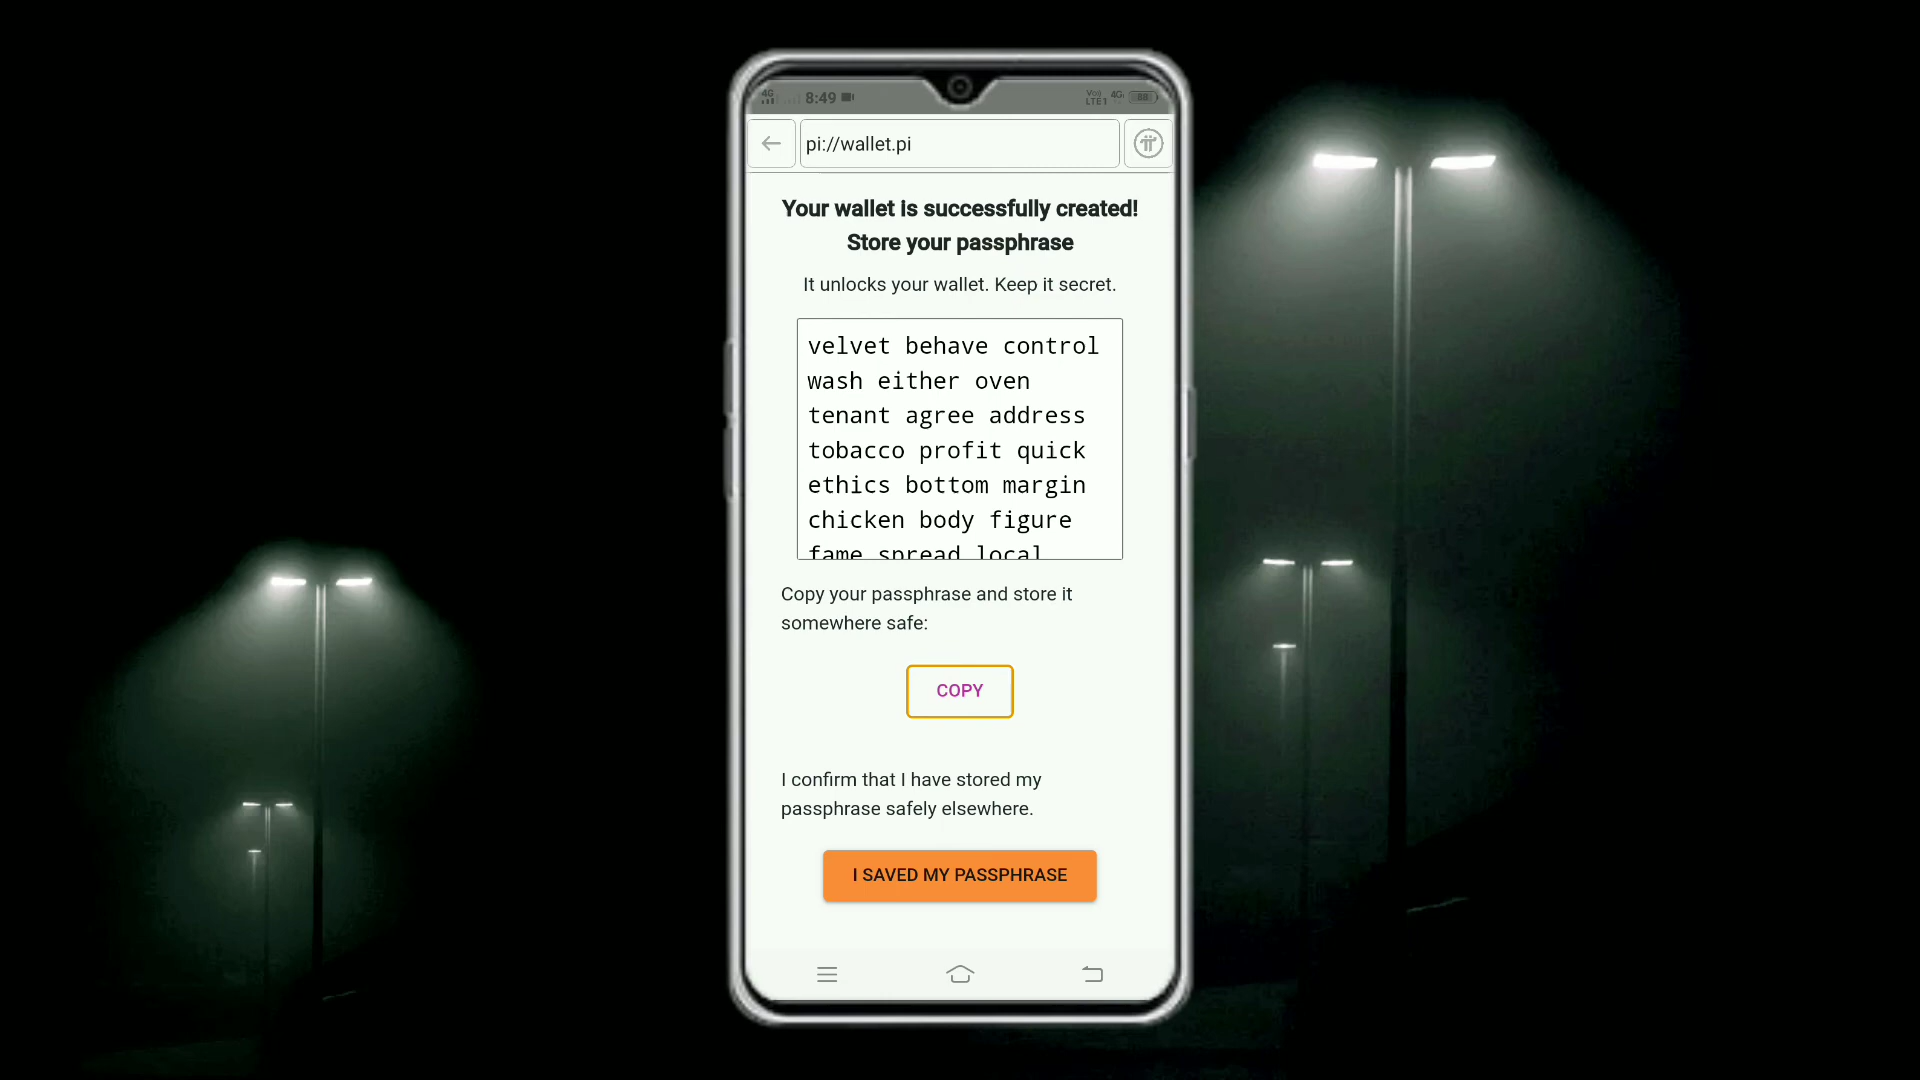 4G 8:49
LTE1 4G
pi://wallet.pi
Your wallet is successfully created!
Store your passphrase
It unlocks your wallet. Keep it secret.
velvet behave control
wash either oven
tenant agree address
tobacco profit quick
ethics bottom margin
chicken body figure
fame spread local
Copy your passphrase and store it
somewhere safe:
COPY
I confirm that I have stored my
passphrase safely elsewhere.
I SAVED MY PASSPHRASE